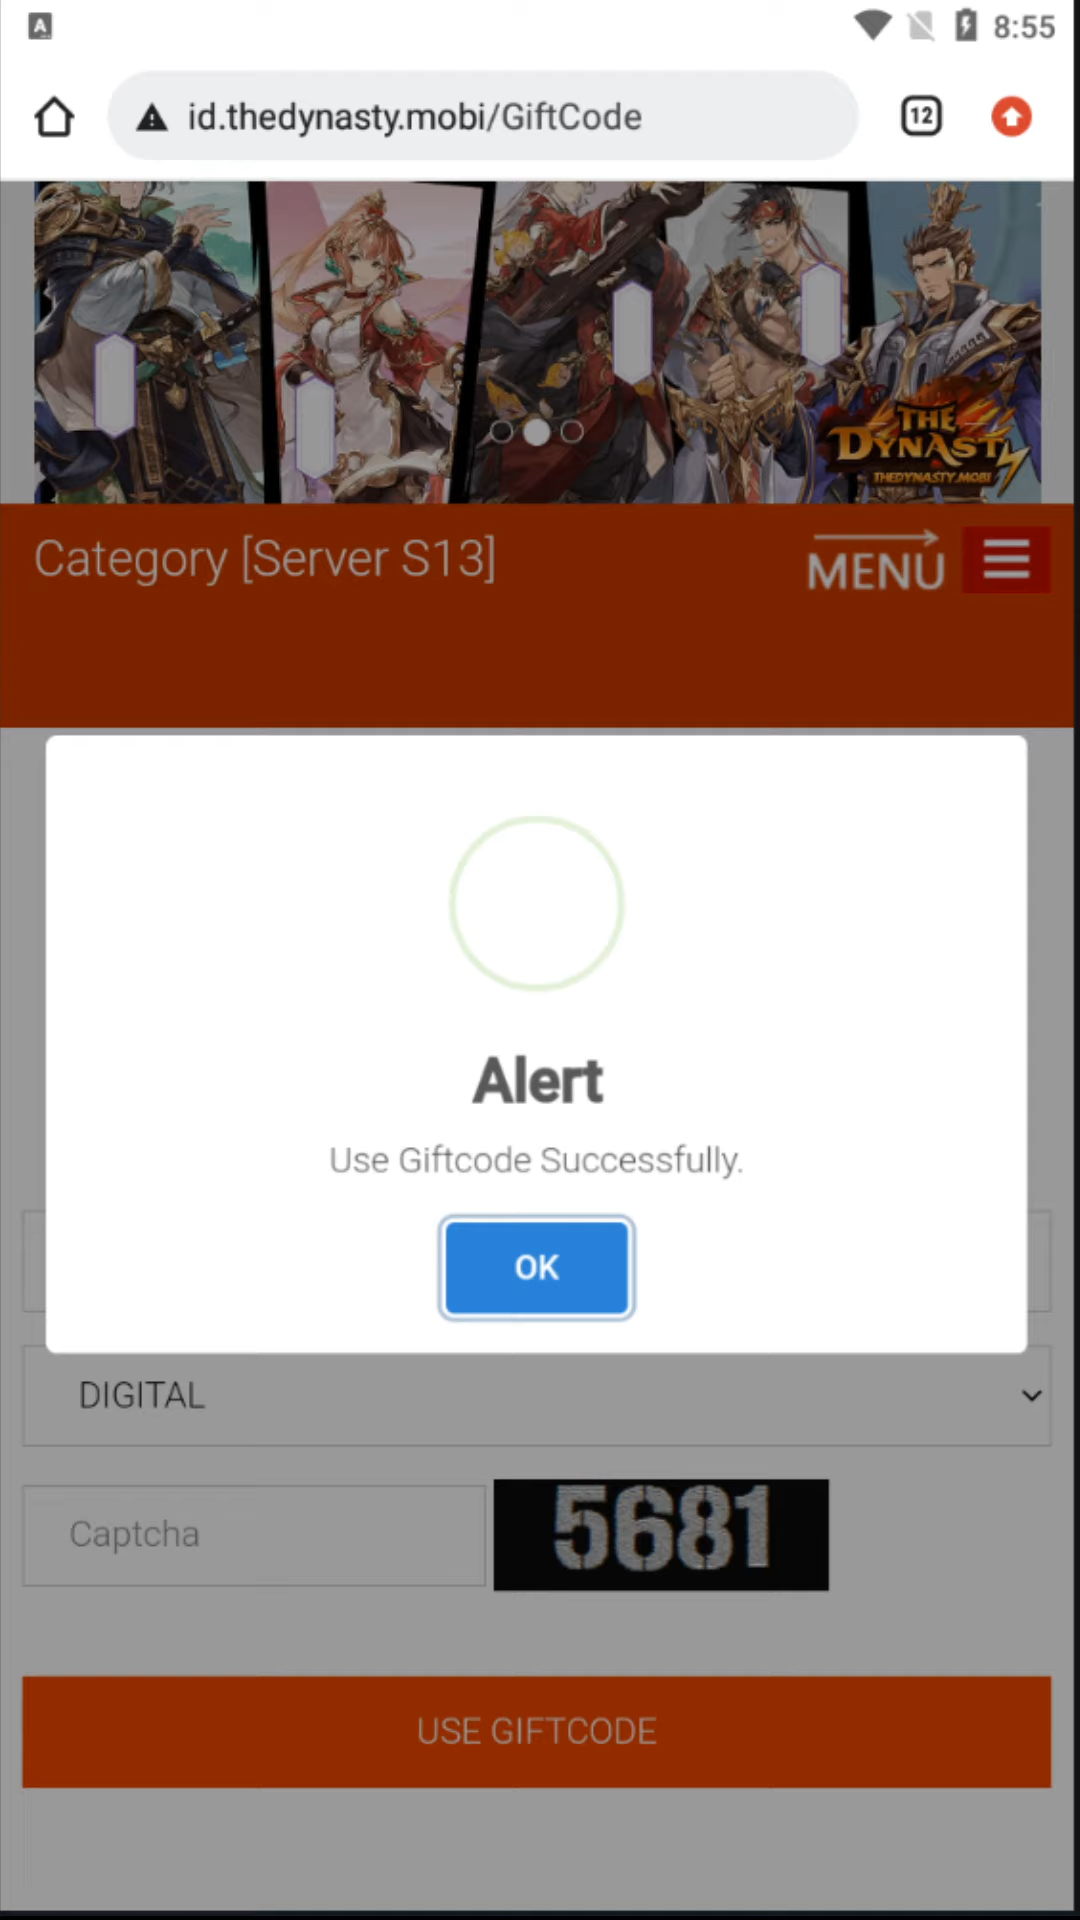 A
8:55
id.thedynasty.mobi/GiftCode
12
THE
DYNASTY
THEDYNASTY.MOBI
Category [Server S13]
MENU
Alert
Use Giftcode Successfully.
OK
DIGITAL
Captcha
5681
USE GIFTCODE